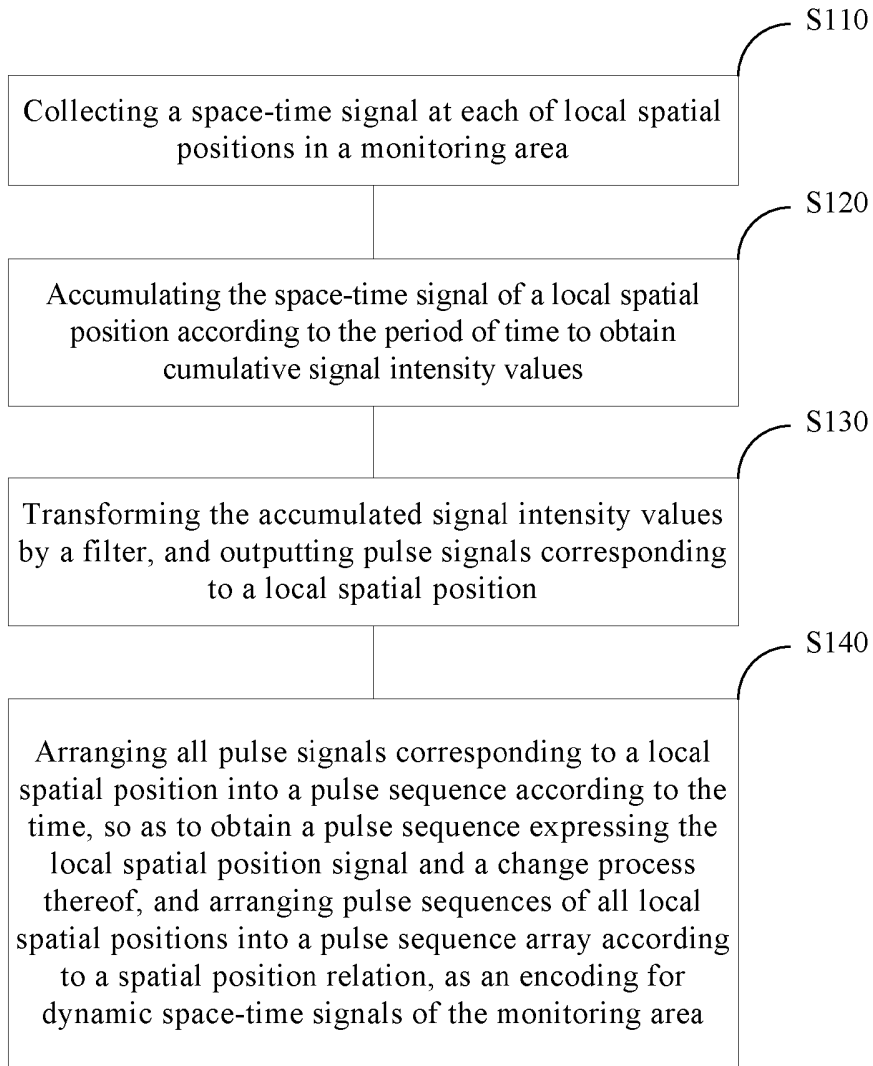 S110
Collecting a space-time signal at each of local spatial
positions in a monitoring area
S120
Accumulating the space-time signal of a local spatial
position according to the period of time to obtain
cumulative signal intensity values
S130
Transforming the accumulated signal intensity values
by a filter, and outputting pulse signals corresponding
to a local spatial position
S140
Arranging all pulse signals corresponding to a local
spatial position into a pulse sequence according to the
time, so as to obtain a pulse sequence expressing the
local spatial position signal and a change process
thereof, and arranging pulse sequences of all local
spatial positions into a pulse sequence array according
to a spatial position relation, as an encoding for
dynamic space-time signals of the monitoring area